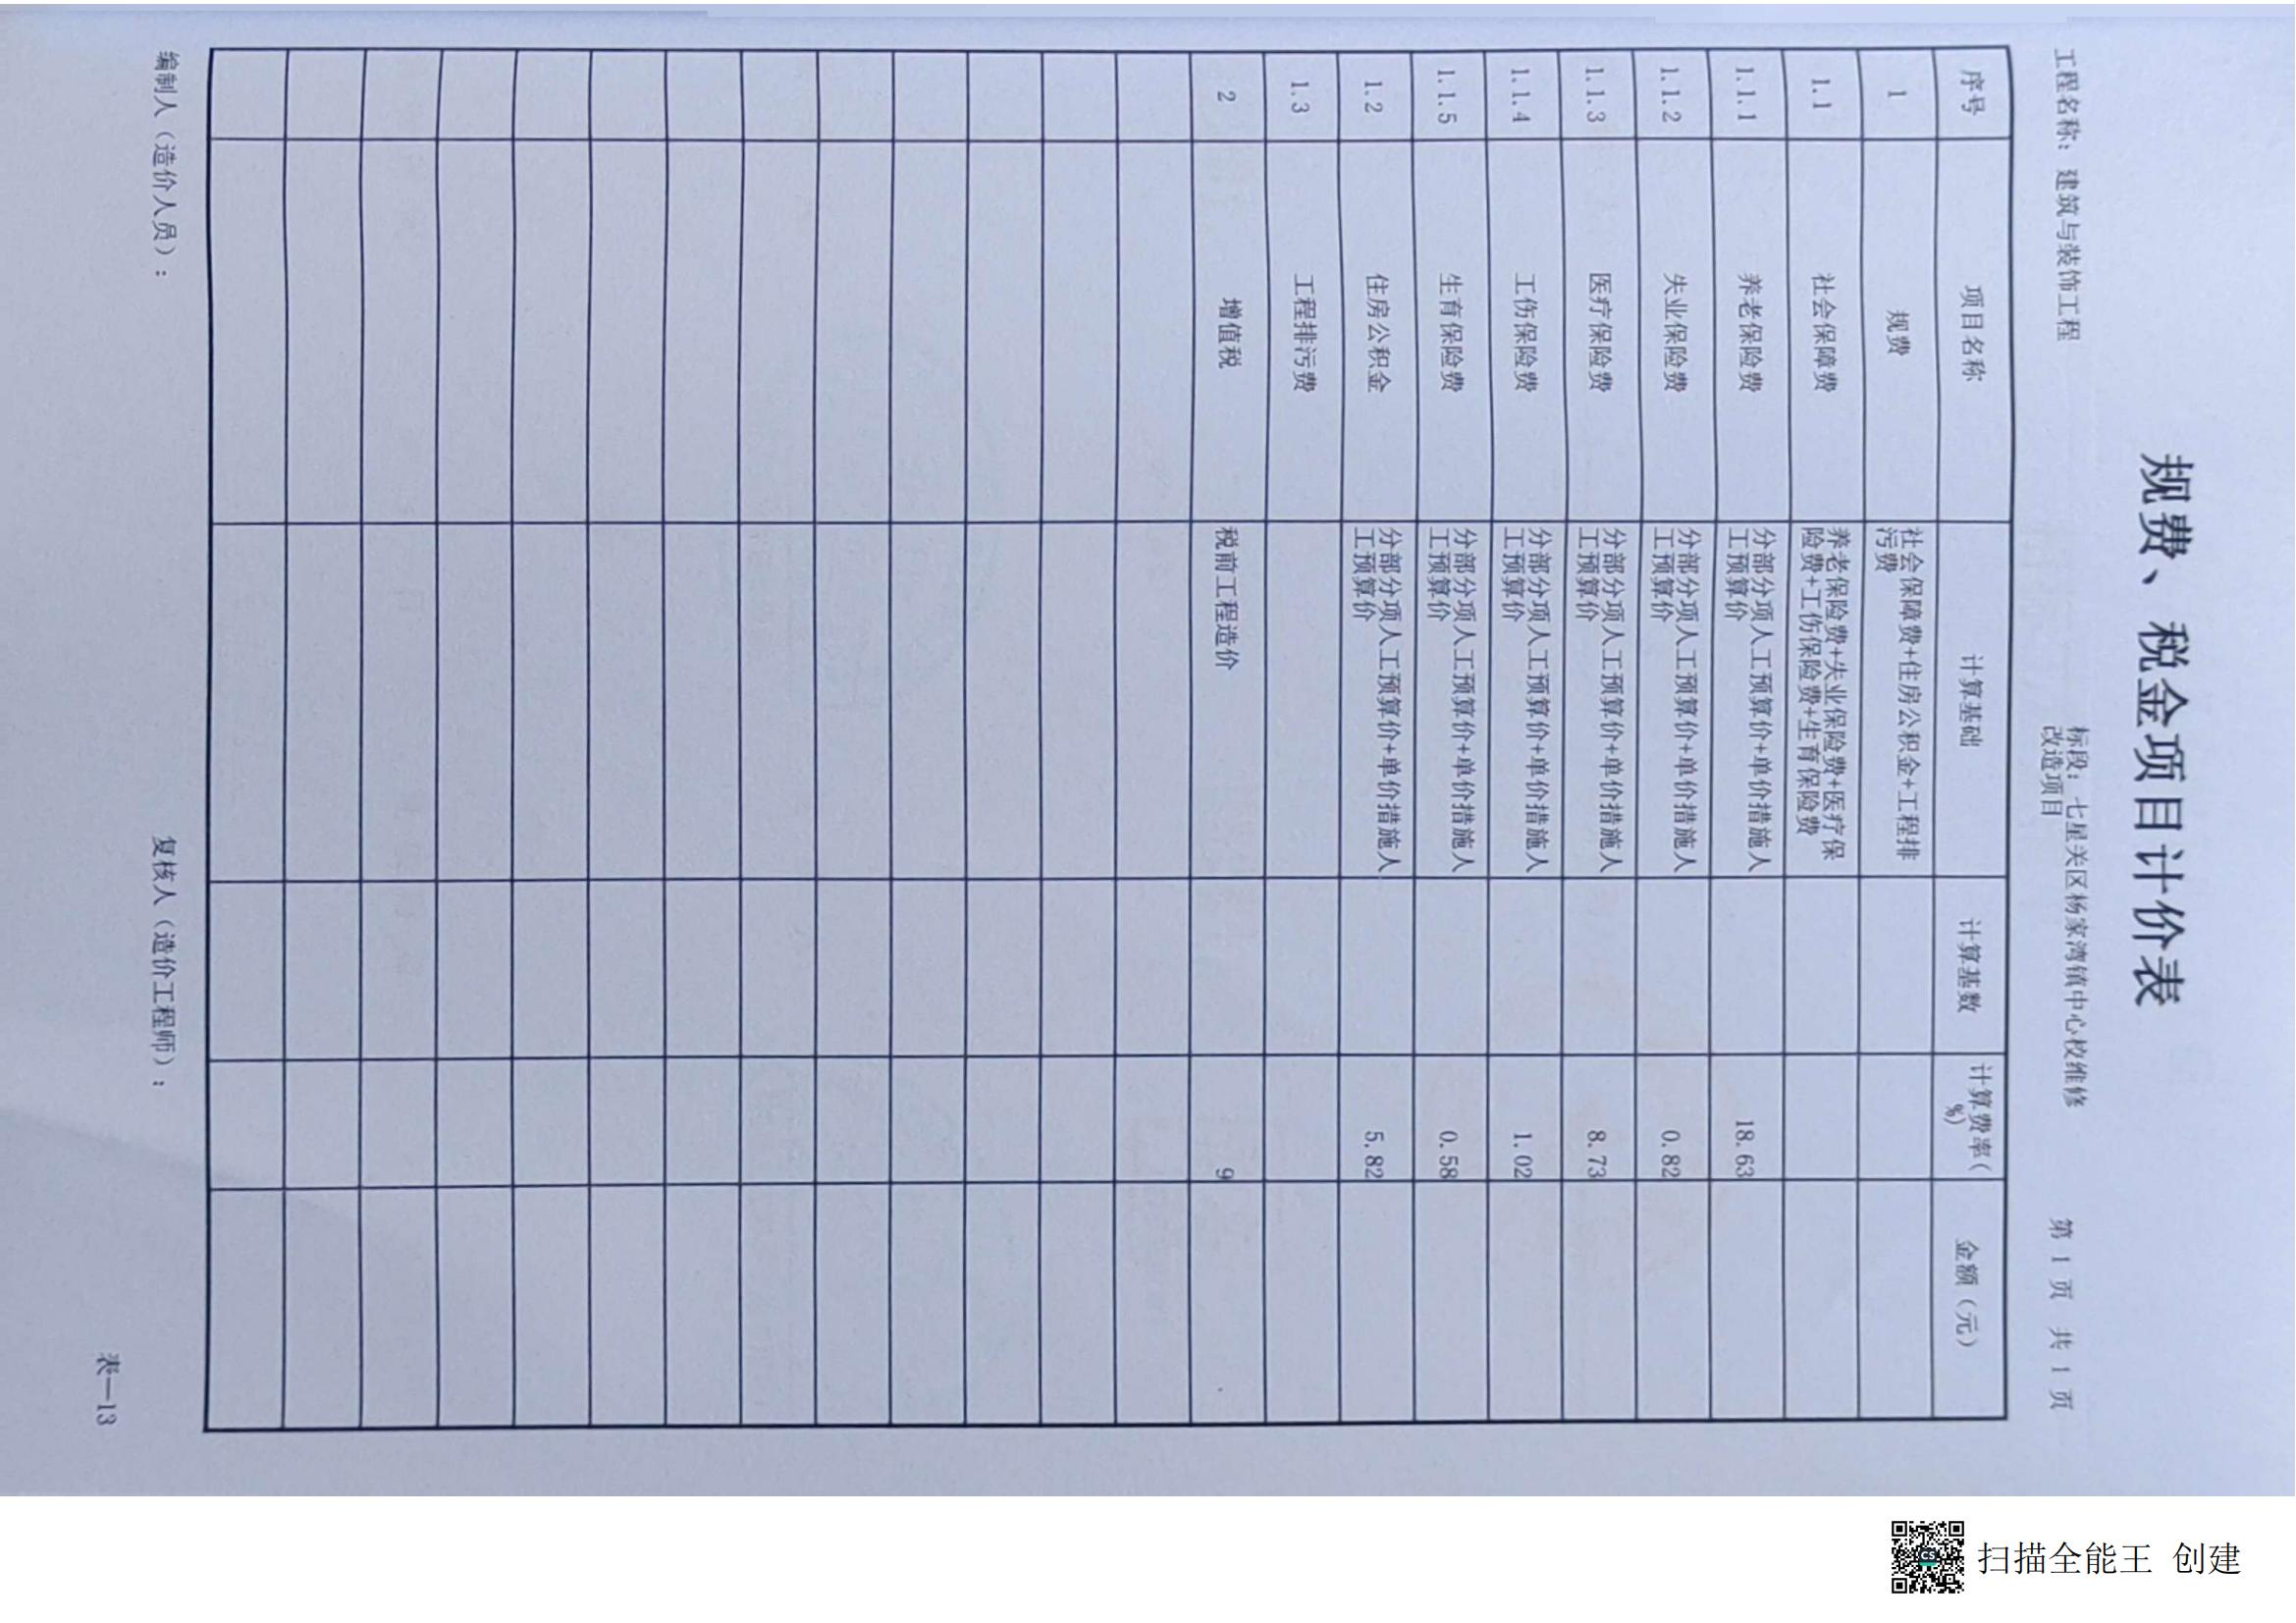 规费、税金项目计价表
工程名称：建筑与装饰工程
标段：七星关区杨家湾镇中心校维修
改造项目
第 1 页 共 1 页
序号 项目名称 计算基础 计算基数 计算费率(
%) 金额（元）
1 规费 社会保障费+住房公积金+工程排
污费
1.1 社会保障费 养老保险费+失业保险费+医疗保
险费+工伤保险费+生育保险费
1.1.1 养老保险费 分部分项人工预算价+单价措施人
工预算价 18.63
1.1.2 失业保险费 分部分项人工预算价+单价措施人
工预算价 0.82
1.1.3 医疗保险费 分部分项人工预算价+单价措施人
工预算价 8.73
1.1.4 工伤保险费 分部分项人工预算价+单价措施人
工预算价 1.02
1.1.5 生育保险费 分部分项人工预算价+单价措施人
工预算价 0.58
1.2 住房公积金 分部分项人工预算价+单价措施人
工预算价 5.82
1.3 工程排污费
2 增值税 税前工程造价 9
编制人（造价人员）：
复核人（造价工程师）：
表—13
扫描全能王 创建